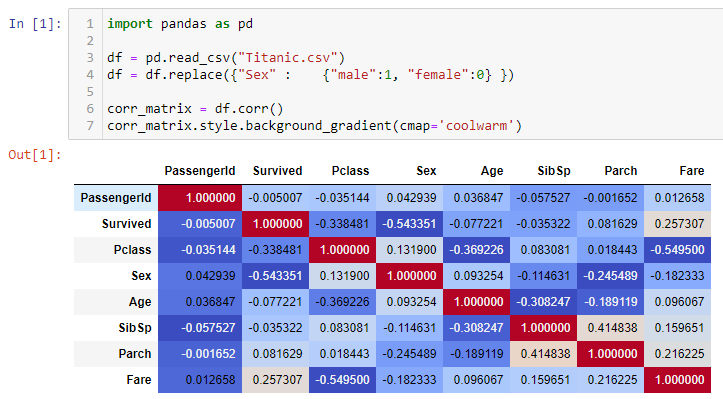 In [1]:
1 import pandas as pd
2
3 df = pd.read_csv("Titanic.csv")
4 df = df.replace({"Sex" :    {"male":1, "female":0} })
5
6 corr_matrix = df.corr()
7 corr_matrix.style.background_gradient(cmap='coolwarm')
Out[1]:
PassengerId Survived Pclass Sex Age SibSp Parch Fare
PassengerId 1.000000 -0.005007 -0.035144 0.042939 0.036847 -0.057527 -0.001652 0.012658
Survived -0.005007 1.000000 -0.338481 -0.543351 -0.077221 -0.035322 0.081629 0.257307
Pclass -0.035144 -0.338481 1.000000 0.131900 -0.369226 0.083081 0.018443 -0.549500
Sex 0.042939 -0.543351 0.131900 1.000000 0.093254 -0.114631 -0.245489 -0.182333
Age 0.036847 -0.077221 -0.369226 0.093254 1.000000 -0.308247 -0.189119 0.096067
SibSp -0.057527 -0.035322 0.083081 -0.114631 -0.308247 1.000000 0.414838 0.159651
Parch -0.001652 0.081629 0.018443 -0.245489 -0.189119 0.414838 1.000000 0.216225
Fare 0.012658 0.257307 -0.549500 -0.182333 0.096067 0.159651 0.216225 1.000000